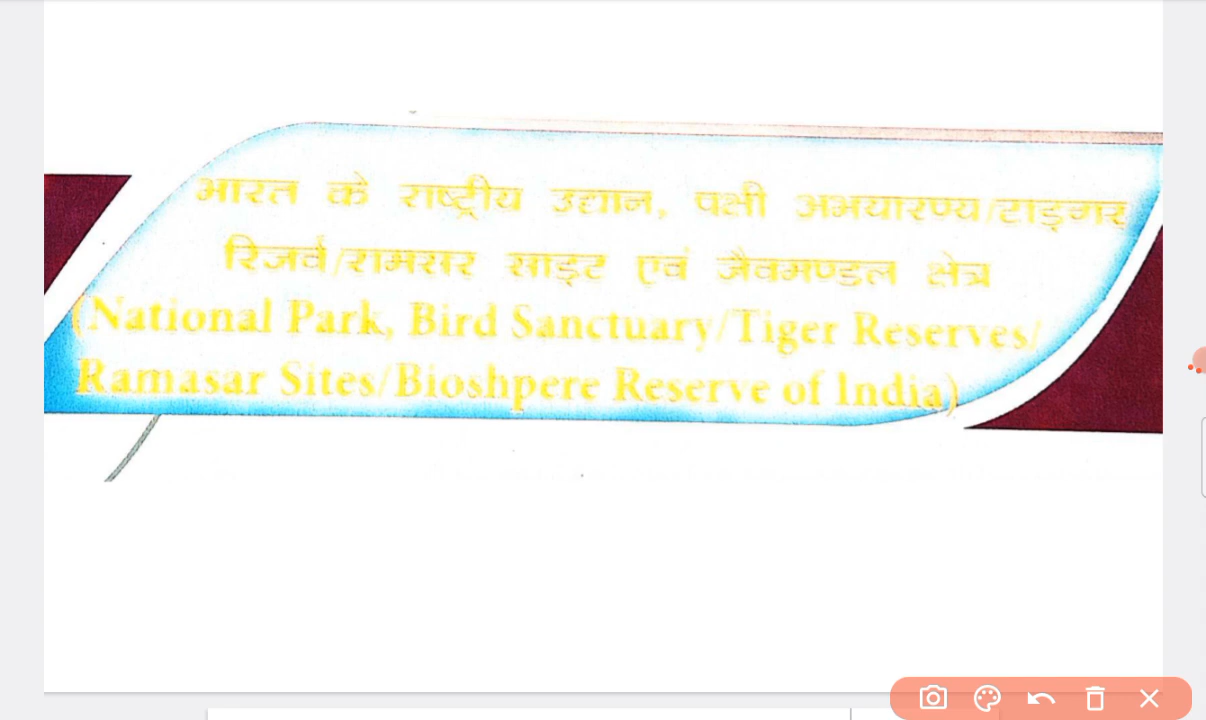 भारत के राष्ट्रीय उद्यान, पक्षी अभयारण्य/टाइगर
रिजर्व/रामसर साइट एवं जैवमण्डल क्षेत्र
(National Park, Bird Sanctuary/Tiger Reserves/
Ramasar Sites/Bioshpere Reserve of India)